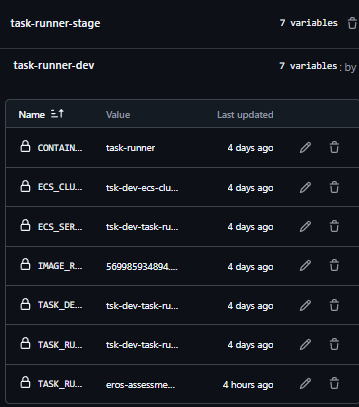 task-runner-stage 7 variables
task-runner-dev 7 variables: by
Name Value Last updated
CONTAIN... task-runner 4 days ago
ECS_CLU... tsk-dev-ecs-clu... 4 days ago
ECS_SER... tsk-dev-task-ru... 4 days ago
IMAGE_R... 569985934894.... 4 days ago
TASK_DE... tsk-dev-task-ru... 4 days ago
TASK_RU... tsk-dev-task-ru... 4 days ago
TASK_RU... eros-assessme... 4 hours ago